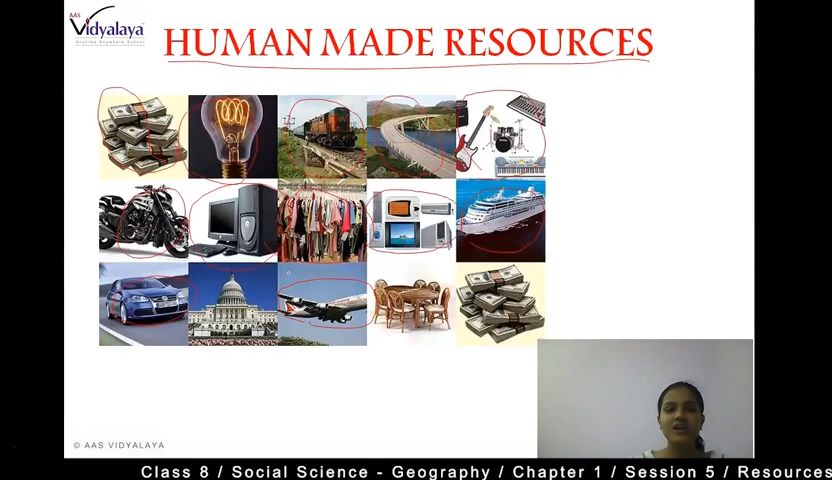 AAS
Vidyalaya
Anytime Anywhere School
HUMAN MADE RESOURCES
© AAS VIDYALAYA
Class 8 / Social Science - Geography / Chapter 1 / Session 5 / Resources